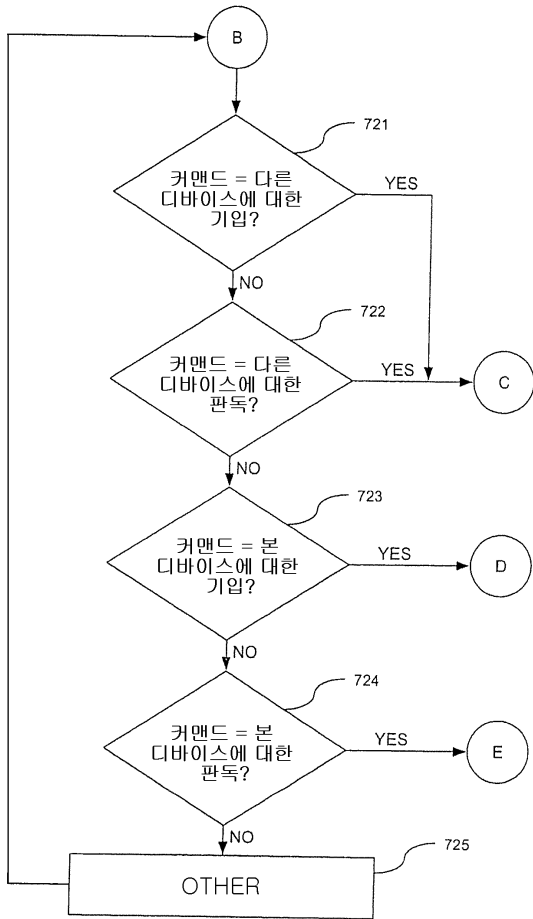 B
721
커맨드 = 다른
디바이스에 대한
기입?
YES
NO
722
커맨드 = 다른
디바이스에 대한
판독?
YES
C
NO
723
커맨드 = 본
디바이스에 대한
기입?
YES
D
NO
724
커맨드 = 본
디바이스에 대한
판독?
YES
E
NO
725
OTHER